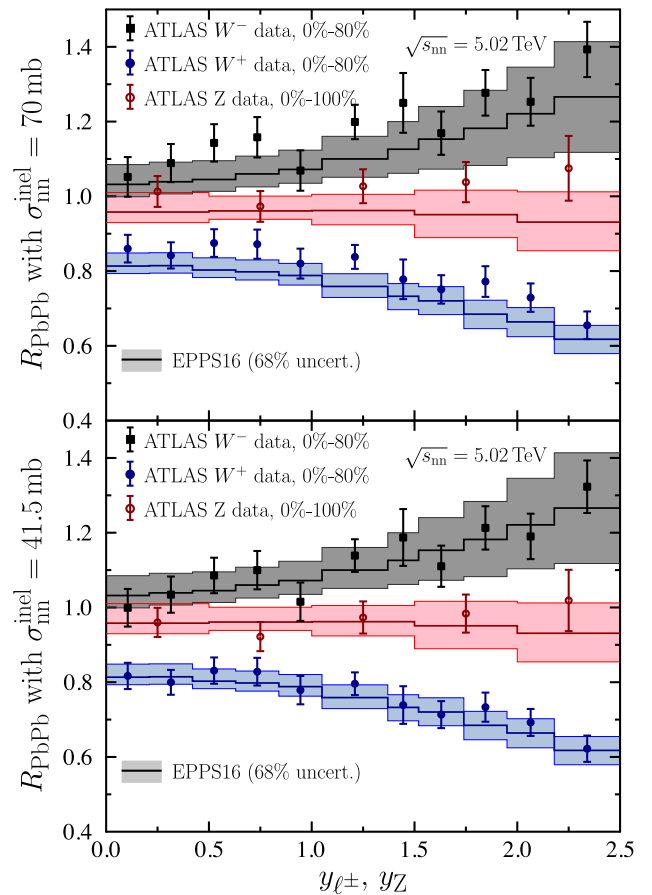 1.4
1.2
1.0
0.8
0.6
0.4
R_PbPb with σ_nn^inel = 70 mb
ATLAS W⁻ data, 0%-80%
ATLAS W⁺ data, 0%-80%
ATLAS Z data, 0%-100%
√s_nn = 5.02 TeV
EPPS16 (68% uncert.)
1.4
1.2
1.0
0.8
0.6
0.4
R_PbPb with σ_nn^inel = 41.5 mb
ATLAS W⁻ data, 0%-80%
ATLAS W⁺ data, 0%-80%
ATLAS Z data, 0%-100%
√s_nn = 5.02 TeV
EPPS16 (68% uncert.)
0.0 0.5 1.0 1.5 2.0 2.5
y_ℓ±, y_Z